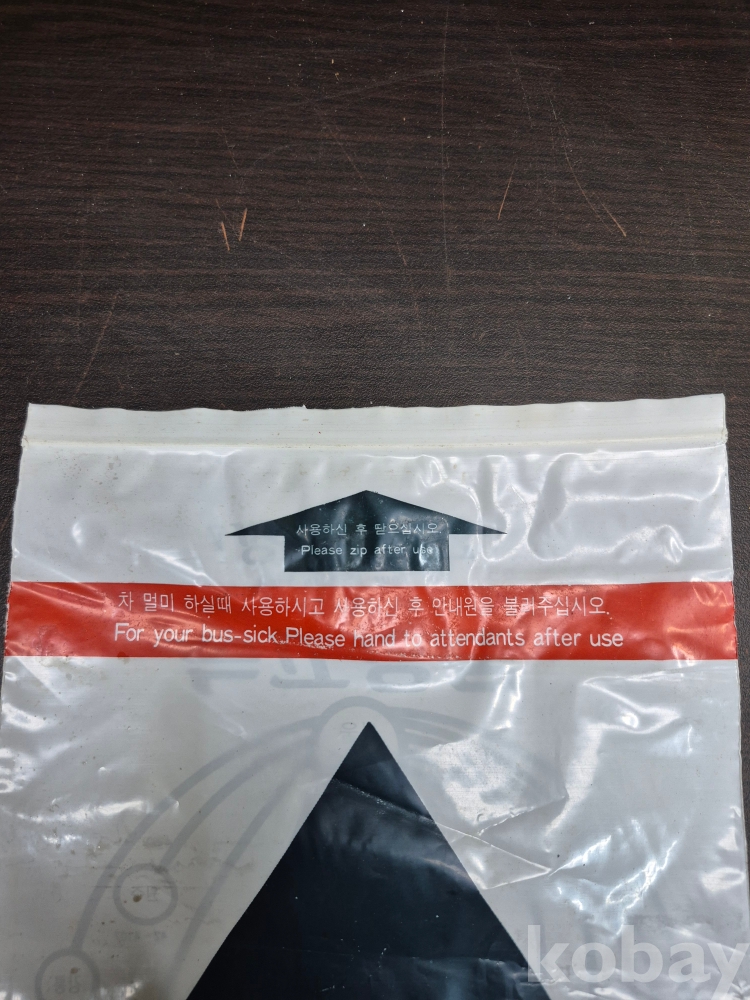 사용하신 후 닫으십시오.
Please zip after use
차 멀미 하실때 사용하시고 사용하신 후 안내원을 불러주십시오.
For your bus-sick.Please hand to attendants after use
kobay